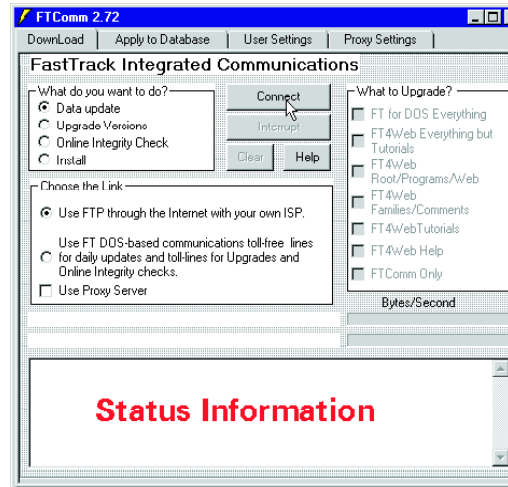 FTComm 2.72
DownLoad
Apply to Database
User Settings
Proxy Settings
FastTrack Integrated Communications
What do you want to do?
Data update
Upgrade Versions
Online Integrity Check
Install
Connect
Interrupt
Clear
Help
What to Upgrade?
FT for DOS Everything
FT4Web Everything but
Tutorials
FT4Web
Root/Programs/Web
FT4Web
Families/Comments
FT4WebTutorials
FT4Web Help
FTComm Only
Choose the Link
Use FTP through the Internet with your own ISP.
Use FT DOS-based communications toll-free lines
for daily updates and toll-lines for Upgrades and
Online Integrity checks.
Use Proxy Server
Bytes/Second
Status Information